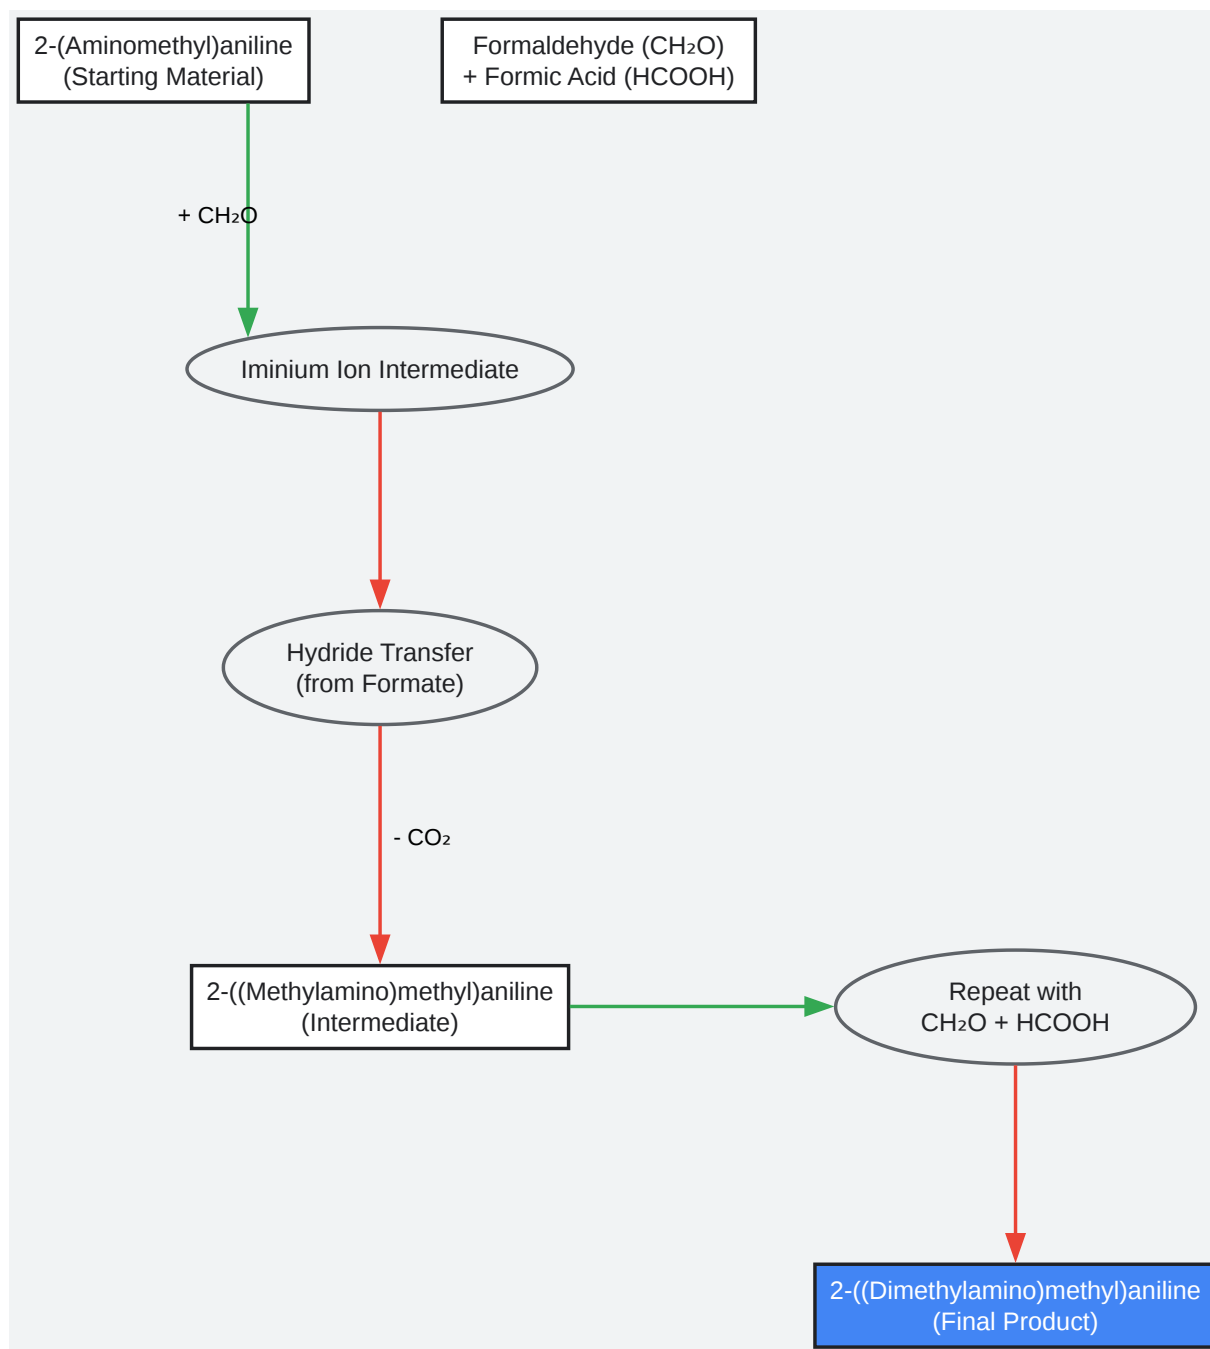 2-(Aminomethyl)aniline
(Starting Material)
Formaldehyde (CH₂O)
+ Formic Acid (HCOOH)
+ CH₂O
Iminium Ion Intermediate
Hydride Transfer
(from Formate)
- CO₂
2-((Methylamino)methyl)aniline
(Intermediate)
Repeat with
CH₂O + HCOOH
2-((Dimethylamino)methyl)aniline
(Final Product)